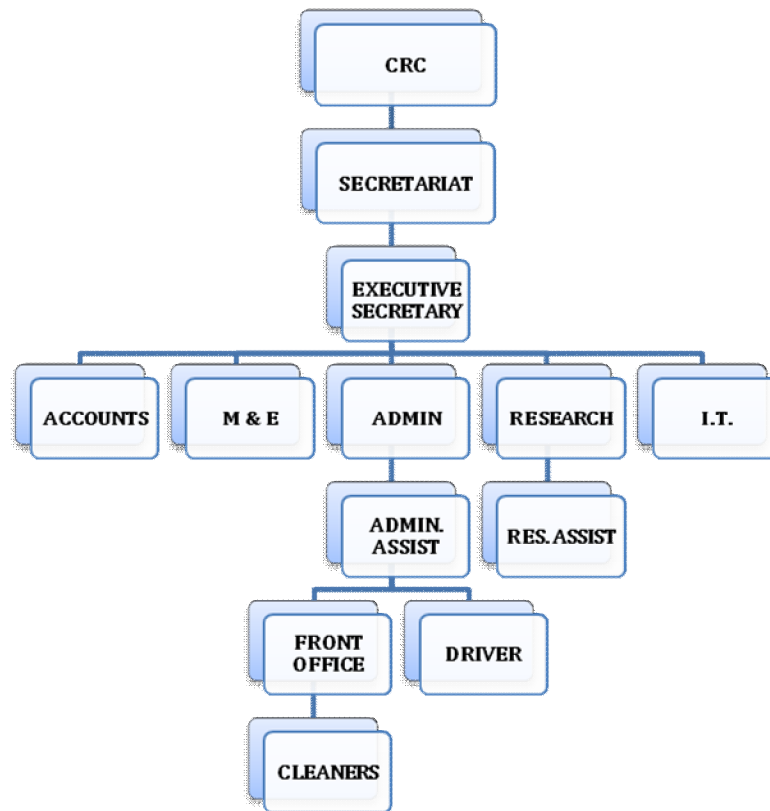 CRC
SECRETARIAT
EXECUTIVE
SECRETARY
ACCOUNTS
M & E
ADMIN
RESEARCH
I.T.
ADMIN.
ASSIST
RES. ASSIST
FRONT
OFFICE
DRIVER
CLEANERS